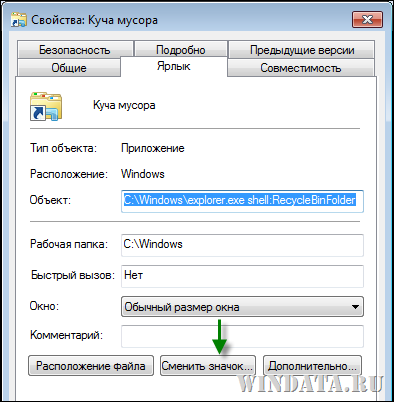 Свойства: Куча мусора
Безопасность Подробно Предыдущие версии
Общие Ярлык Совместимость
Куча мусора
Тип объекта: Приложение
Расположение: Windows
Объект: C:\Windows\explorer.exe shell:RecycleBinFolder
Рабочая папка: C:\Windows
Быстрый вызов: Нет
Окно: Обычный размер окна
Комментарий:
Расположение файла Сменить значок... Дополнительно...
WINDATA.RU